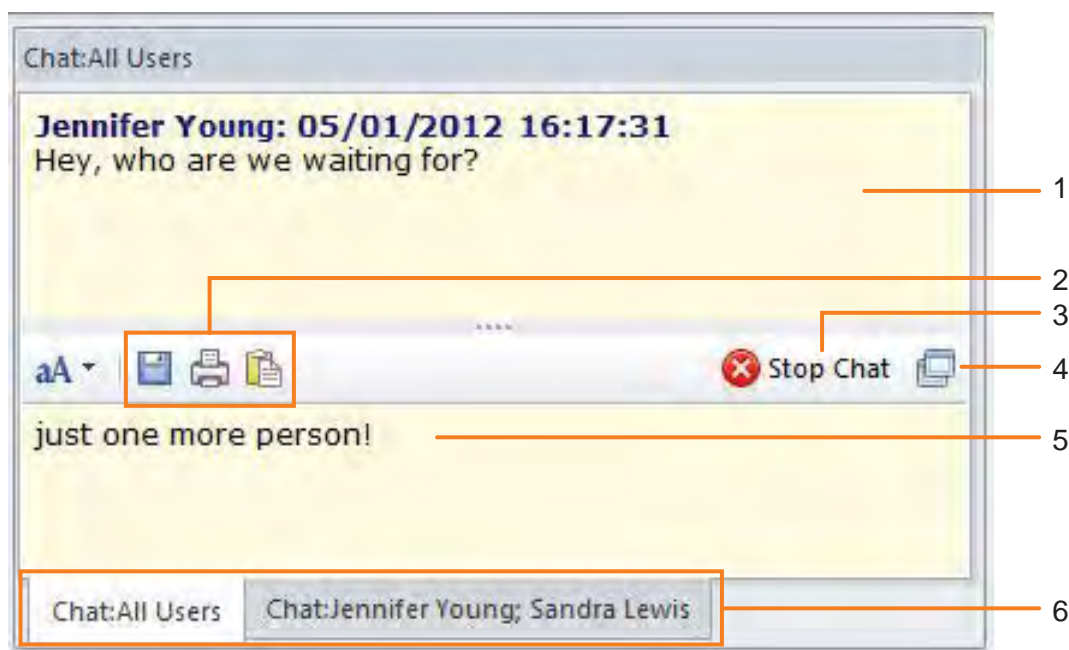 Chat:All Users
Jennifer Young: 05/01/2012 16:17:31
Hey, who are we waiting for?
1
2
3
aA
Stop Chat
4
just one more person!
5
Chat:All Users
Chat:Jennifer Young; Sandra Lewis
6